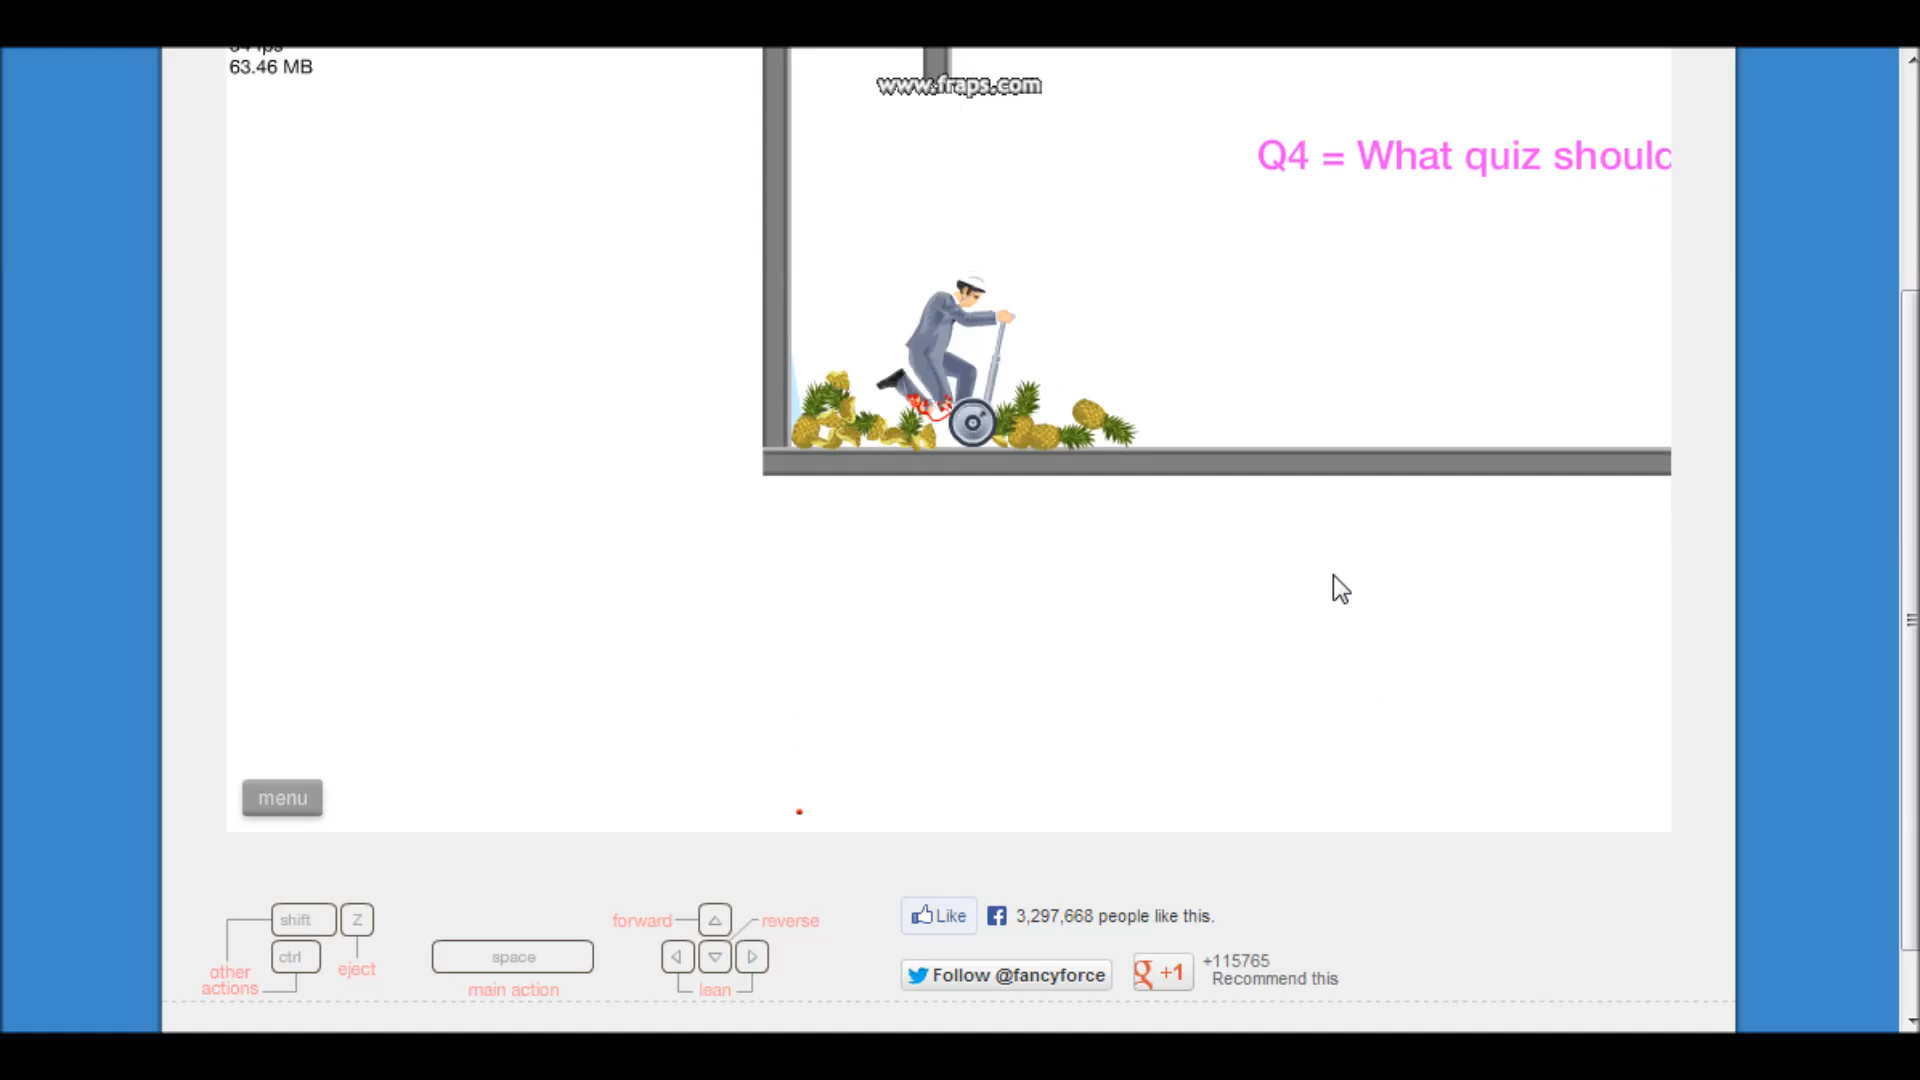 63.46 MB
www.fraps.com
Q4 = What quiz should
menu
shift
Z
ctrl
other
actions
eject
space
main action
forward
reverse
lean
Like
3,297,668 people like this.
Follow @fancyforce
+1
+115765
Recommend this